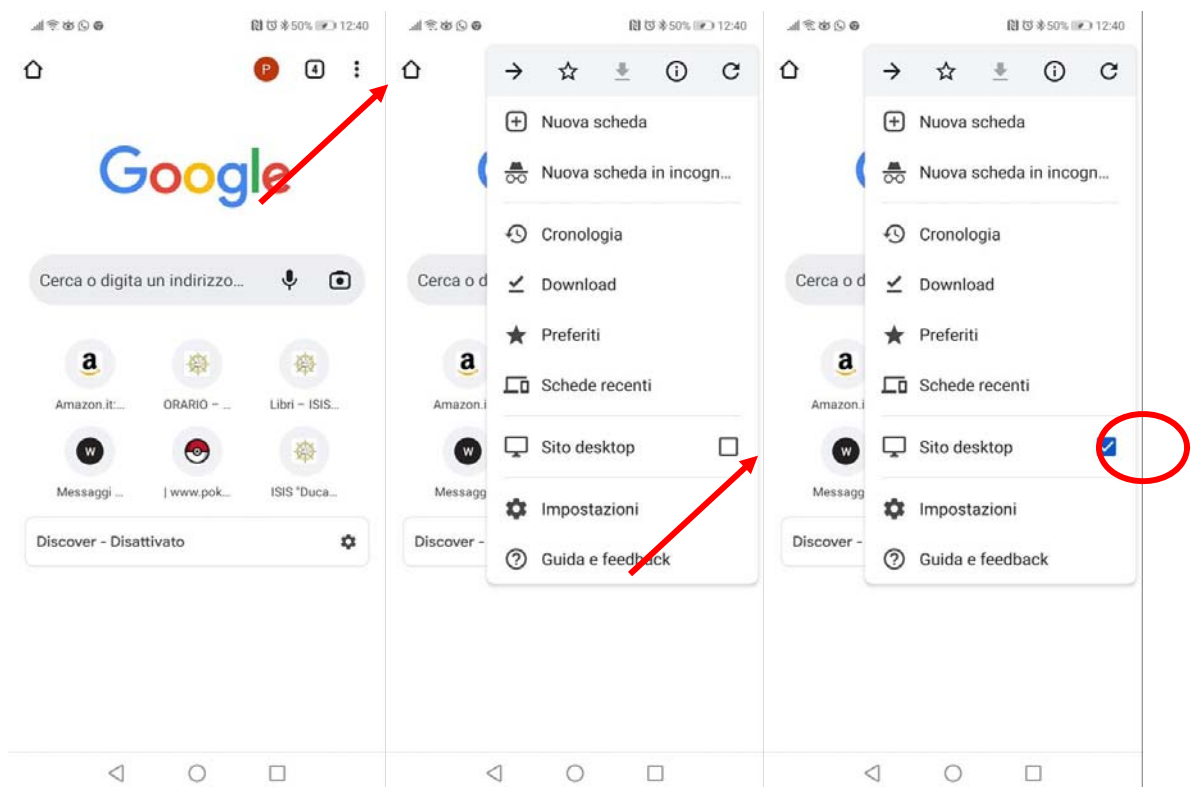 50% 12:40
P 4
Google
Cerca o digita un indirizzo...
a
Amazon.it:... ORARIO – ... Libri – ISIS...
W
Messaggi ... | www.pok... ISIS "Duca...
Discover - Disattivato
50% 12:40
Nuova scheda
Nuova scheda in incogn...
Cronologia
Cerca o d
Download
Preferiti
a
Schede recenti
Amazon.i
W
Sito desktop
Messagg
Impostazioni
Discover -
Guida e feedback
50% 12:40
Nuova scheda
Nuova scheda in incogn...
Cronologia
Cerca o d
Download
Preferiti
a
Schede recenti
Amazon.i
W
Sito desktop
Messagg
Impostazioni
Discover -
Guida e feedback